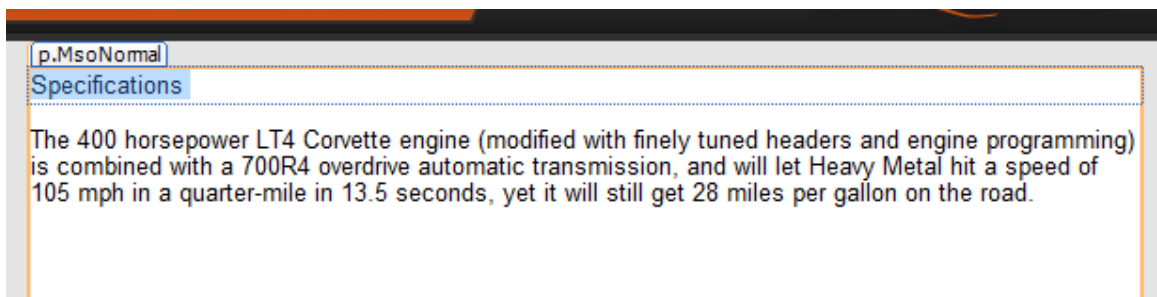 p.MsoNormal
Specifications
The 400 horsepower LT4 Corvette engine (modified with finely tuned headers and engine programming)
is combined with a 700R4 overdrive automatic transmission, and will let Heavy Metal hit a speed of
105 mph in a quarter-mile in 13.5 seconds, yet it will still get 28 miles per gallon on the road.